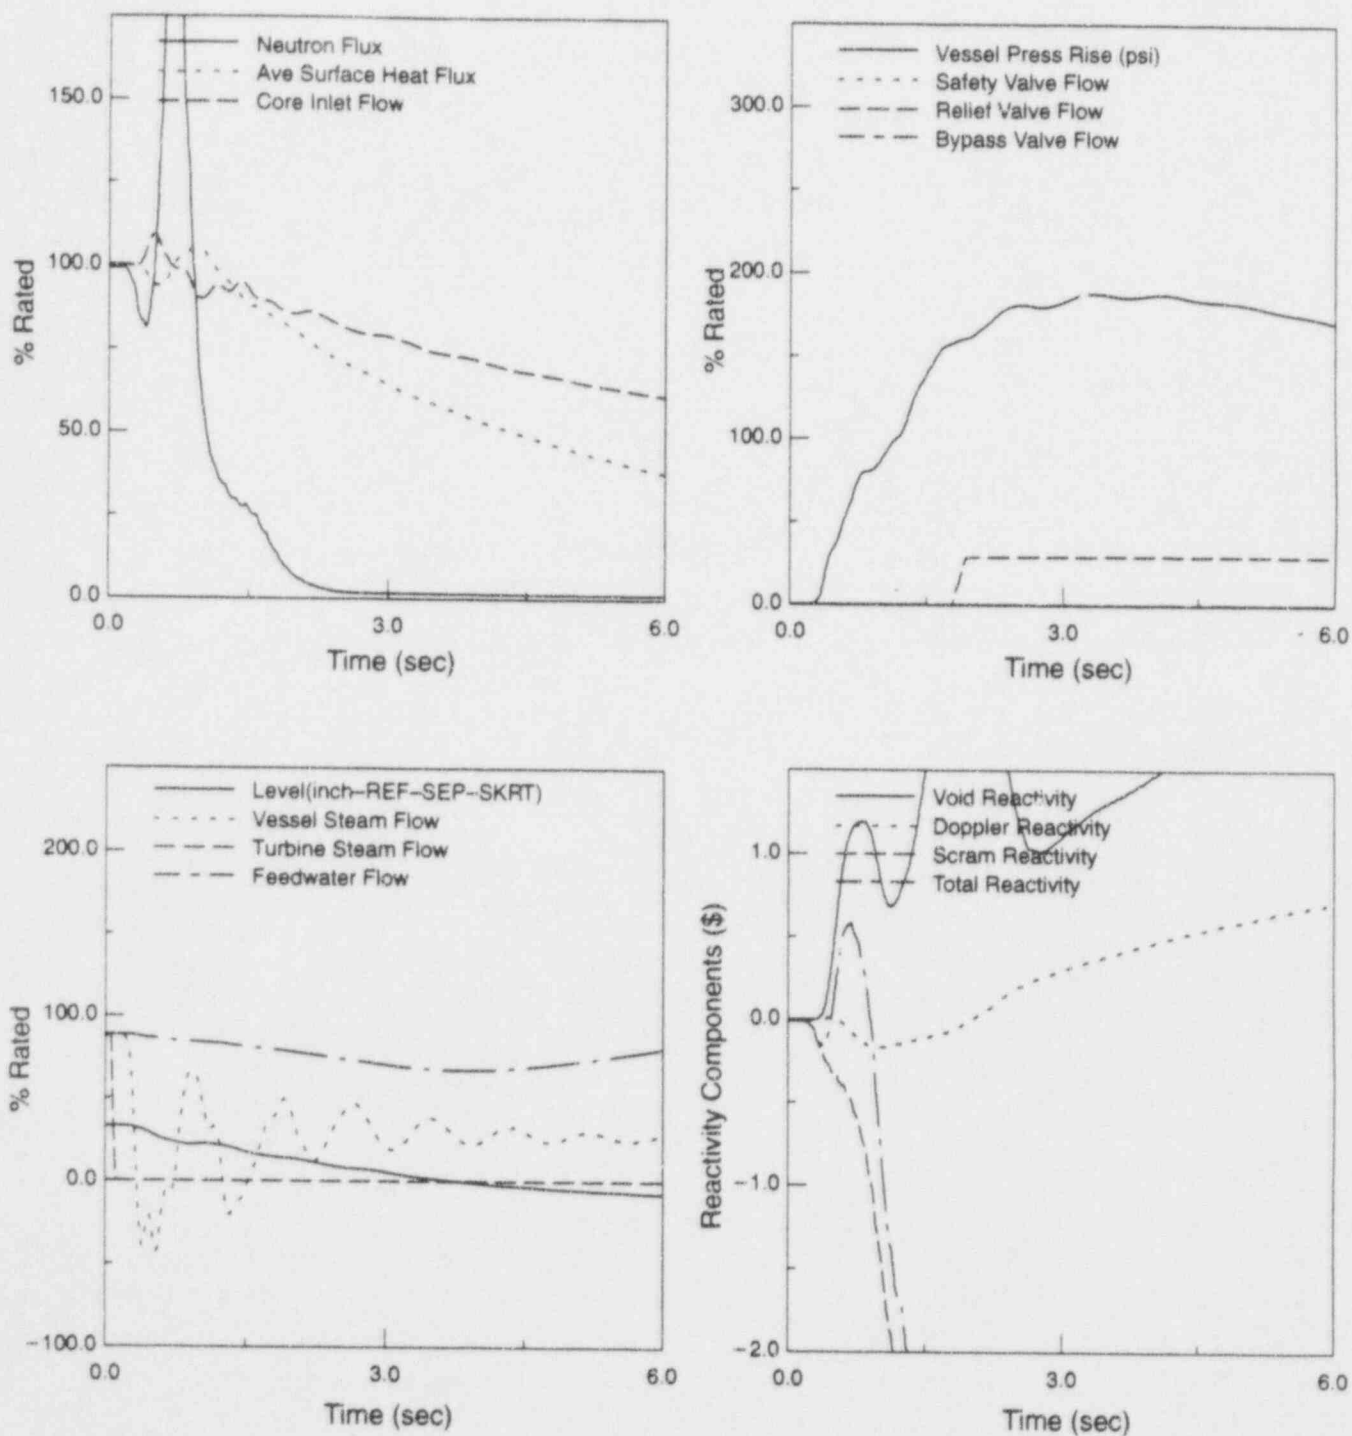 Neutron Flux
Ave Surface Heat Flux
Core Inlet Flow
150.0
100.0
50.0
0.0
% Rated
0.0 3.0 6.0
Time (sec)
Vessel Press Rise (psi)
Safety Valve Flow
Relief Valve Flow
Bypass Valve Flow
300.0
200.0
100.0
0.0
% Rated
0.0 3.0 6.0
Time (sec)
Level(inch-REF-SEP-SKRT)
Vessel Steam Flow
Turbine Steam Flow
Feedwater Flow
200.0
100.0
0.0
-100.0
% Rated
0.0 3.0 6.0
Time (sec)
Void Reactivity
Doppler Reactivity
Scram Reactivity
Total Reactivity
1.0
0.0
-1.0
-2.0
Reactivity Components ($)
0.0 3.0 6.0
Time (sec)